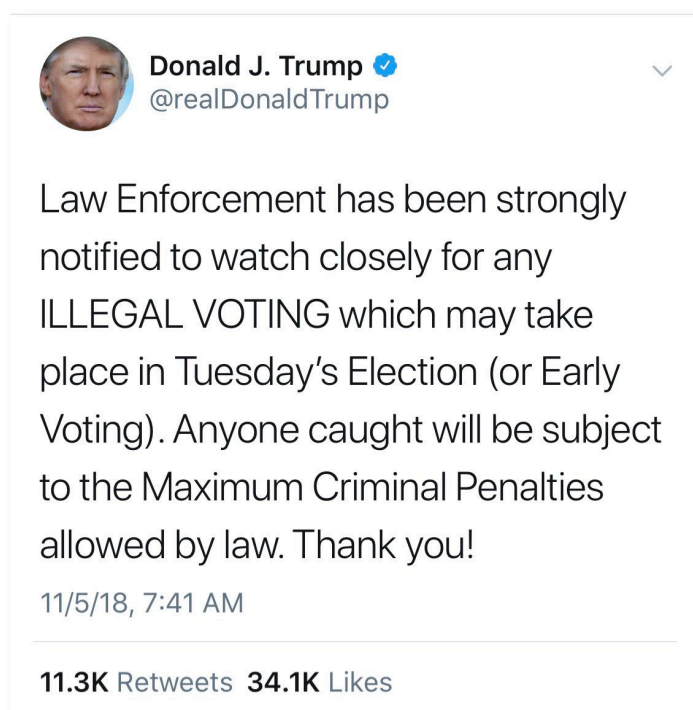 Donald J. Trump
@realDonaldTrump
Law Enforcement has been strongly
notified to watch closely for any
ILLEGAL VOTING which may take
place in Tuesday's Election (or Early
Voting). Anyone caught will be subject
to the Maximum Criminal Penalties
allowed by law. Thank you!
11/5/18, 7:41 AM
11.3K Retweets 34.1K Likes